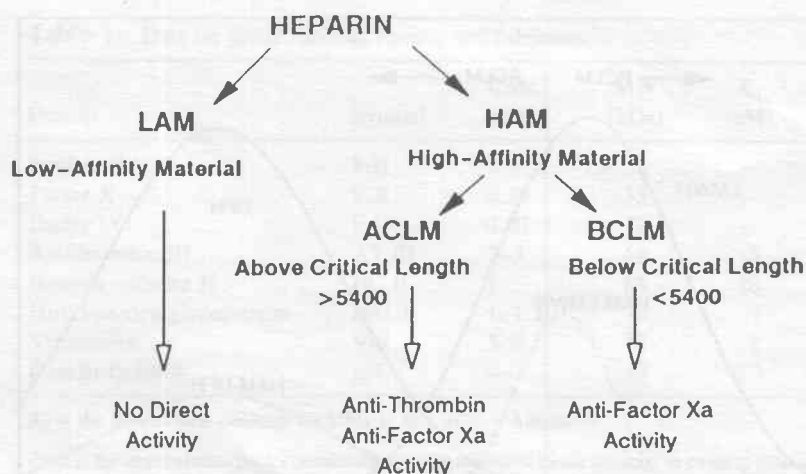 HEPARIN
LAM
HAM
Low-Affinity Material
High-Affinity Material
ACLM
BCLM
Above Critical Length
Below Critical Length
>5400
<5400
No Direct
Activity
Anti-Thrombin
Anti-Factor Xa
Activity
Anti-Factor Xa
Activity